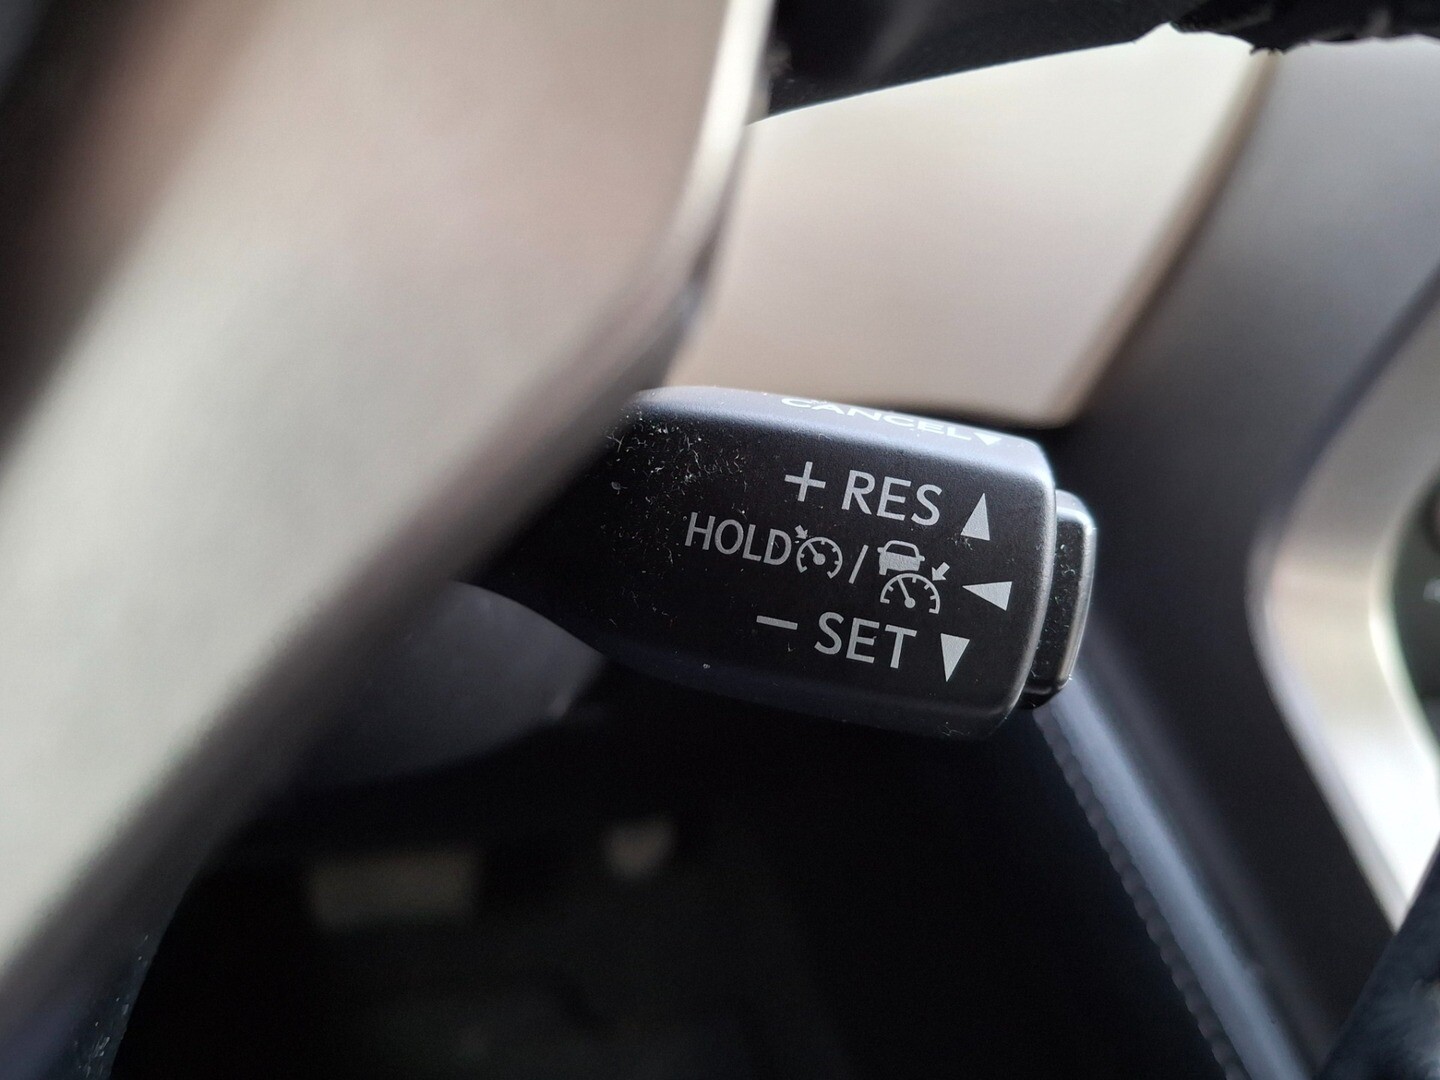 CANCEL▼
+ RES ▲
HOLD / ◀
− SET ▼